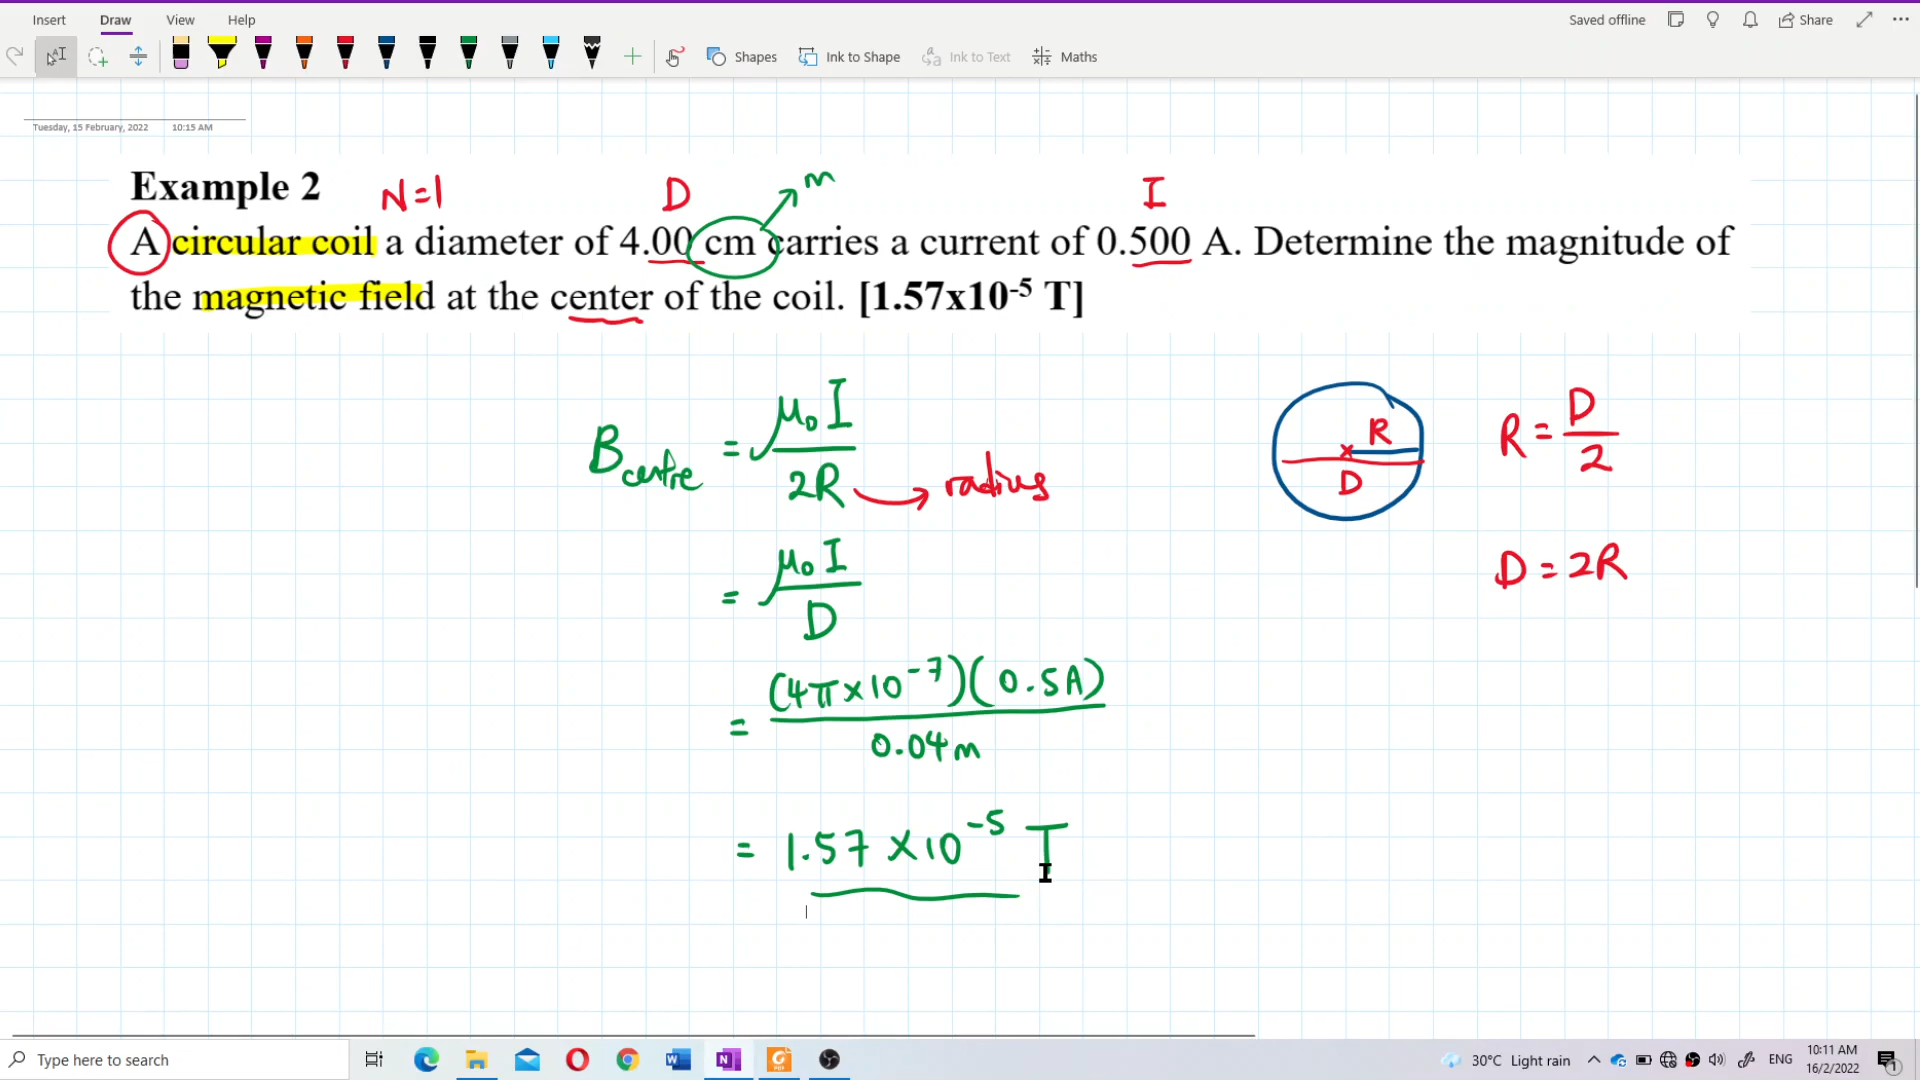 Insert Draw View Help
Saved offline Share
Shapes Ink to Shape Ink to Text Maths
Tuesday, 15 February, 2022 10:15 AM
Example 2 N=1 D m I
A circular coil a diameter of 4.00 cm carries a current of 0.500 A. Determine the magnitude of
the magnetic field at the center of the coil. [1.57x10⁻⁵ T]
B centre = μ₀ I / 2R → radius
R
D
R = D / 2
= μ₀ I / D
D = 2R
= (4π×10⁻⁷)(0.5A) / 0.04m
= 1.57 ×10⁻⁵ T
Type here to search
30°C Light rain ENG 10:11 AM
16/2/2022
1